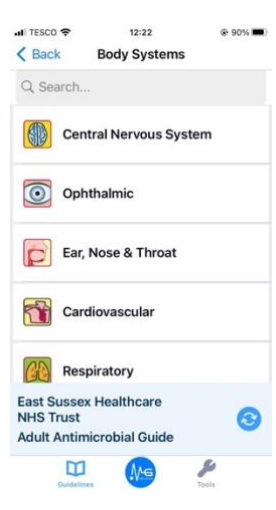 TESCO 12:22 90%
Back Body Systems
Search...
Central Nervous System
Ophthalmic
Ear, Nose & Throat
Cardiovascular
Respiratory
East Sussex Healthcare
NHS Trust
Adult Antimicrobial Guide
Guidelines Tools